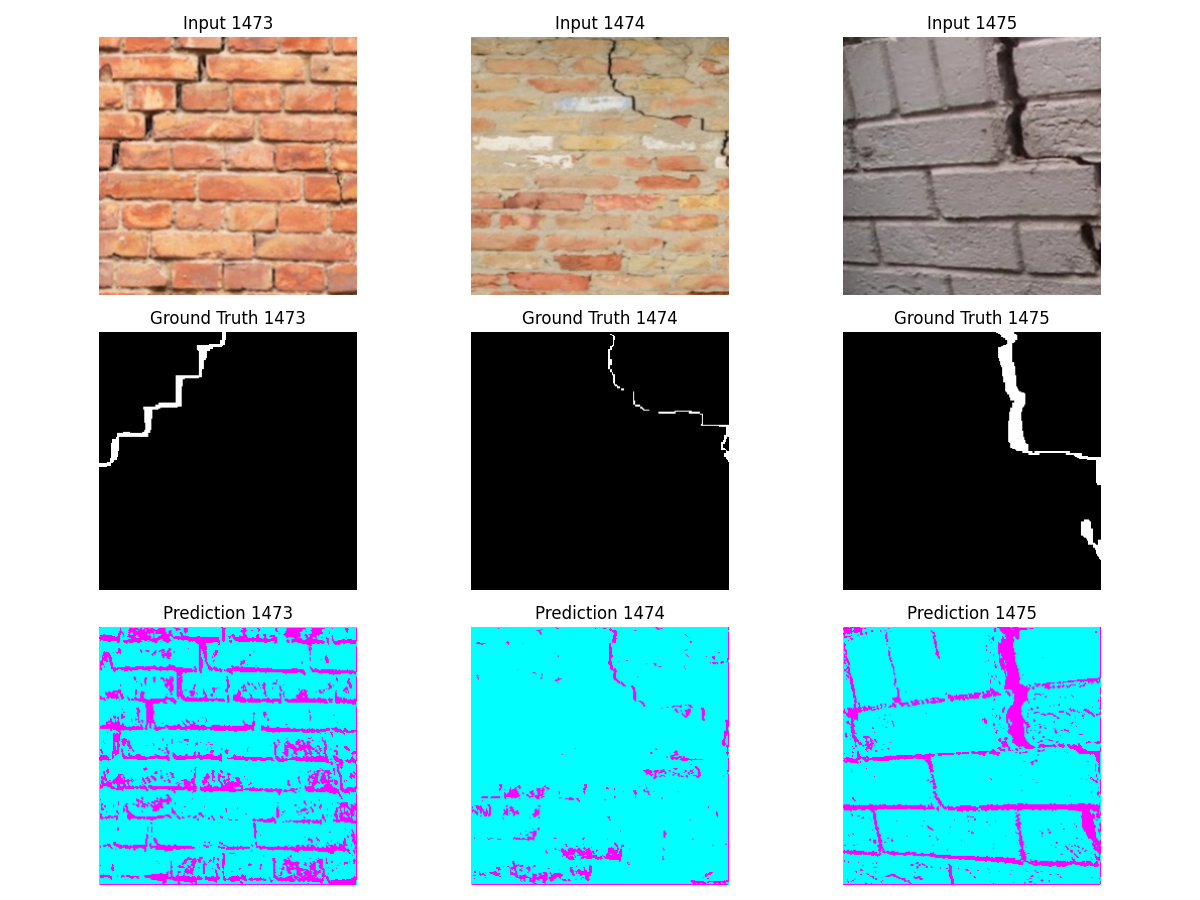 Input 1473
Input 1474
Input 1475
Ground Truth 1473
Ground Truth 1474
Ground Truth 1475
Prediction 1473
Prediction 1474
Prediction 1475